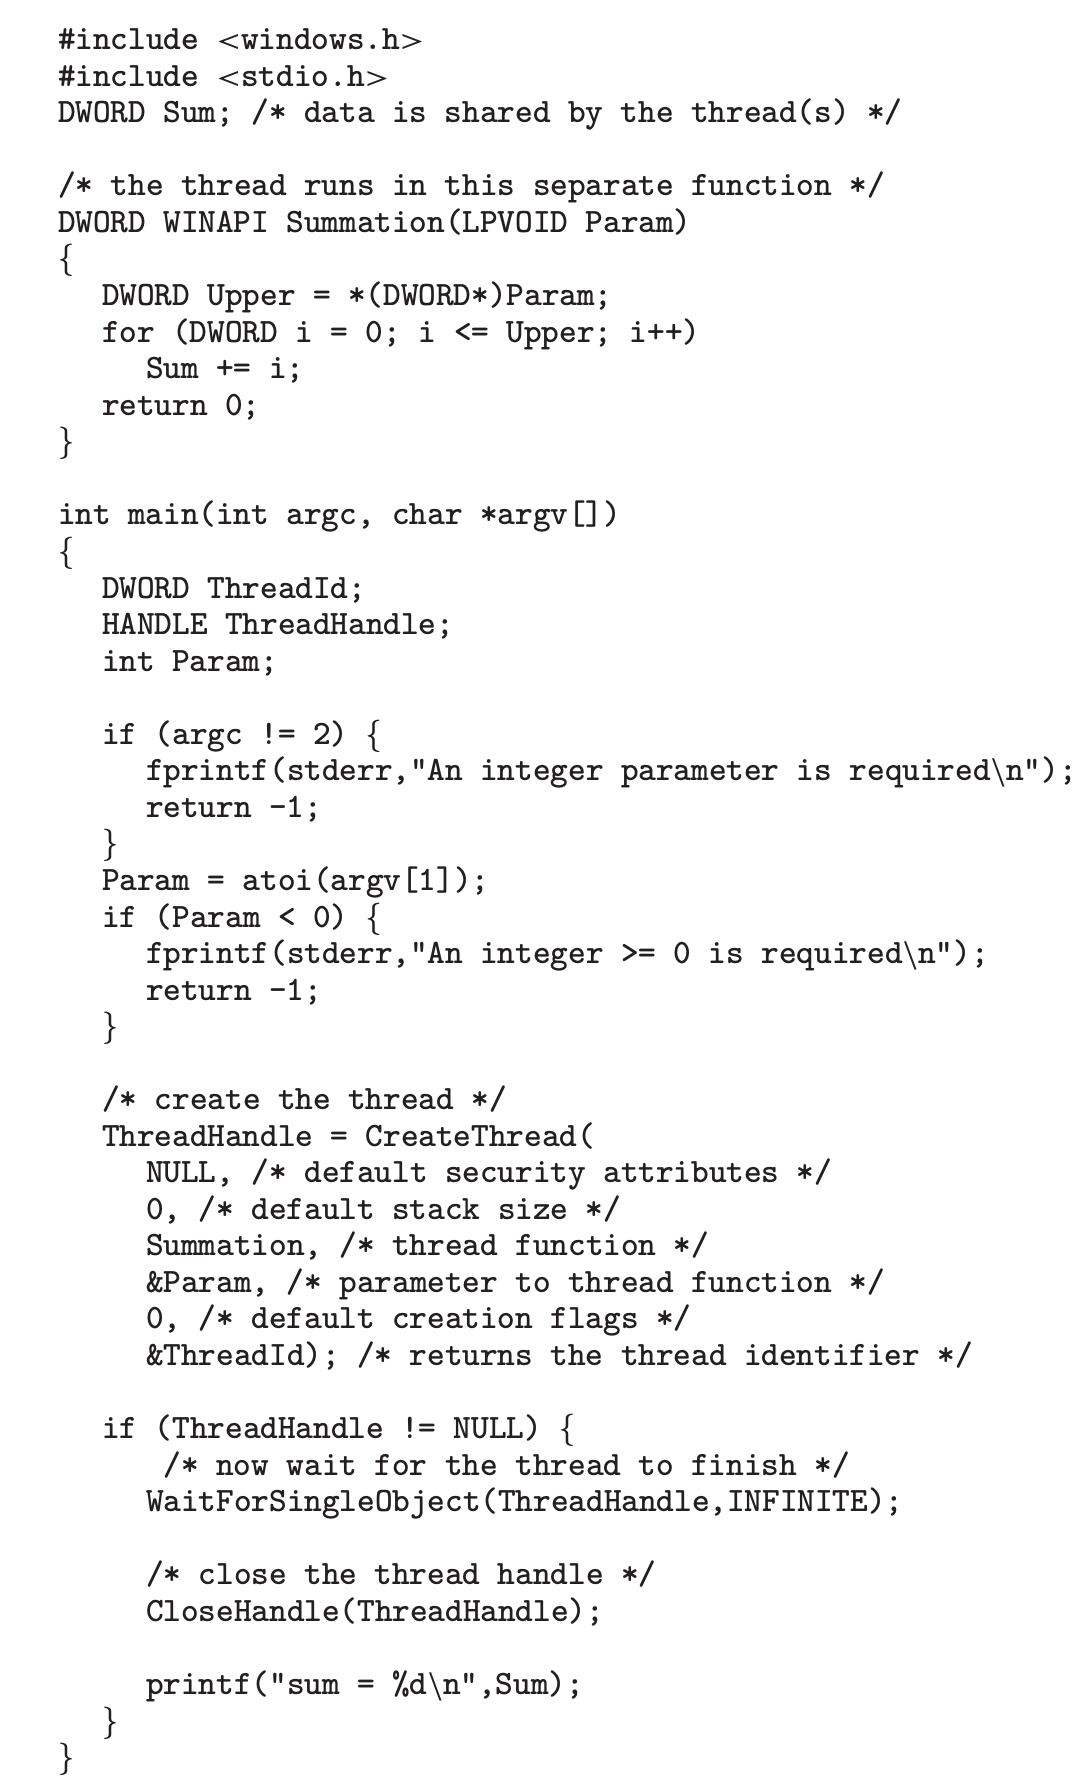 #include <windows.h>
#include <stdio.h>
DWORD Sum; /* data is shared by the thread(s) */

/* the thread runs in this separate function */
DWORD WINAPI Summation(LPVOID Param)
{
   DWORD Upper = *(DWORD*)Param;
   for (DWORD i = 0; i <= Upper; i++)
      Sum += i;
   return 0;
}

int main(int argc, char *argv[])
{
   DWORD ThreadId;
   HANDLE ThreadHandle;
   int Param;

   if (argc != 2) {
      fprintf(stderr,"An integer parameter is required\n");
      return -1;
   }
   Param = atoi(argv[1]);
   if (Param < 0) {
      fprintf(stderr,"An integer >= 0 is required\n");
      return -1;
   }

   /* create the thread */
   ThreadHandle = CreateThread(
      NULL, /* default security attributes */
      0, /* default stack size */
      Summation, /* thread function */
      &Param, /* parameter to thread function */
      0, /* default creation flags */
      &ThreadId); /* returns the thread identifier */

   if (ThreadHandle != NULL) {
       /* now wait for the thread to finish */
      WaitForSingleObject(ThreadHandle,INFINITE);

      /* close the thread handle */
      CloseHandle(ThreadHandle);

      printf("sum = %d\n",Sum);
   }
}